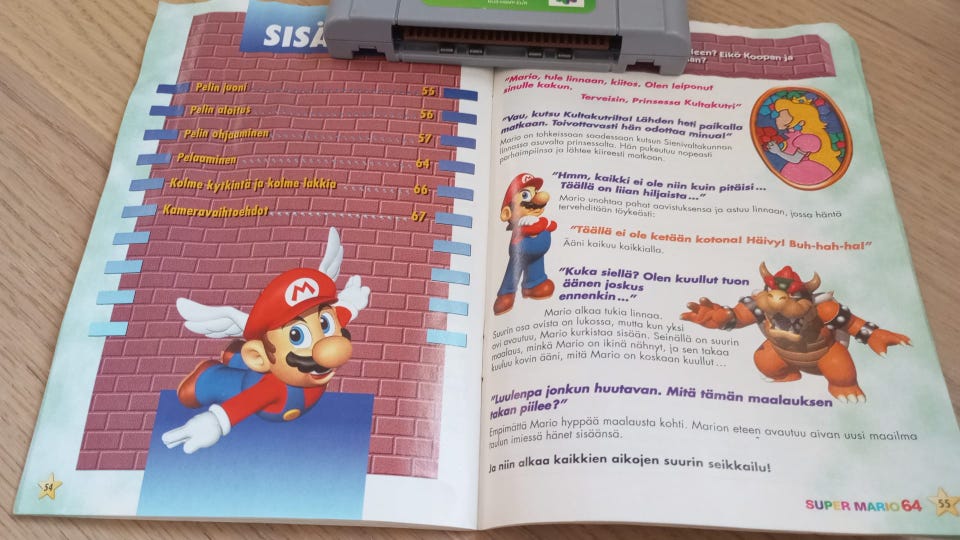 SISÄ
Pelin juoni 55
Pelin aloitus 56
Pelin ohjaaminen 57
Pelaaminen 64
Kolme kytkintä ja kolme lakkia 66
Kameravaihtoehdot 67
M
54
Eikö Koopan ja
"Mario, tule linnaan, kiitos. Olen leiponut
sinulle kakun.
Terveisin, Prinsessa Kultakutri"
"Vau, kutsu Kultakutrilta! Lähden heti paikalla
matkaan. Toivottavasti hän odottaa minua!"
Mario on tohkeissaan saadessaan kutsun Sienivaltakunnan
linnassa asuvalta prinsessalta. Hän pukeutuu nopeasti
parhaimpiinsa ja lähtee kiireesti matkaan.
"Hmm, kaikki ei ole niin kuin pitäisi...
Täällä on liian hiljaista..."
Mario unohtaa pahat aavistuksensa ja astuu linnaan, jossa häntä
tervehditään töykeästi:
"Täällä ei ole ketään kotona! Häivy! Buh-hah-ha!"
Ääni kaikuu kaikkialla.
"Kuka siellä? Olen kuullut tuon
äänen joskus
ennenkin..."
Mario alkaa tukia linnaa.
Suurin osa ovista on lukossa, mutta kun yksi
ovi avautuu, Mario kurkistaa sisään. Seinällä on suurin
maalaus, minkä Mario on ikinä nähnyt, ja sen takaa
kuuluu kovin ääni, mitä Mario on koskaan kuullut...
"Luulenpa jonkun huutavan. Mitä tämän maalauksen
takan piilee?"
Empimättä Mario hyppää maalausta kohti. Marion eteen avautuu aivan uusi maailma
taulun imiessä hänet sisäänsä.
Ja niin alkaa kaikkien aikojen suurin seikkailu!
SUPER MARIO 64 55